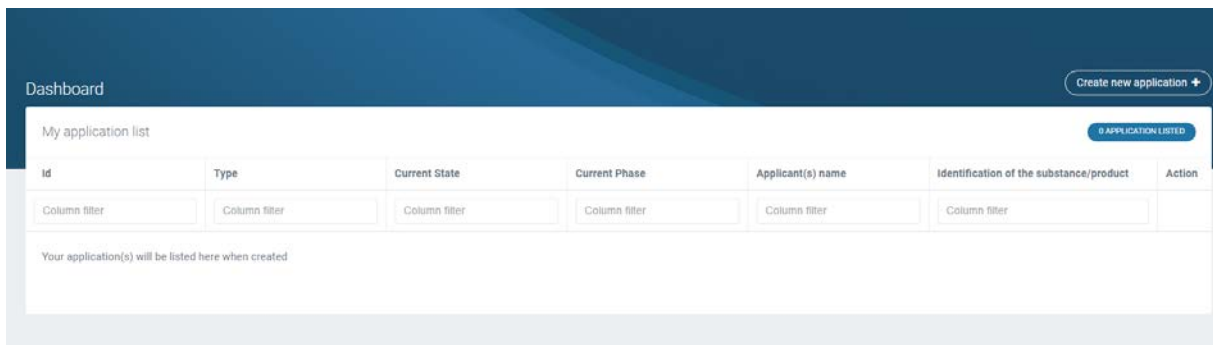 Dashboard
Create new application +
My application list
0 APPLICATION LISTED
Id Type Current State Current Phase Applicant(s) name Identification of the substance/product Action
Column filter Column filter Column filter Column filter Column filter Column filter
Your application(s) will be listed here when created